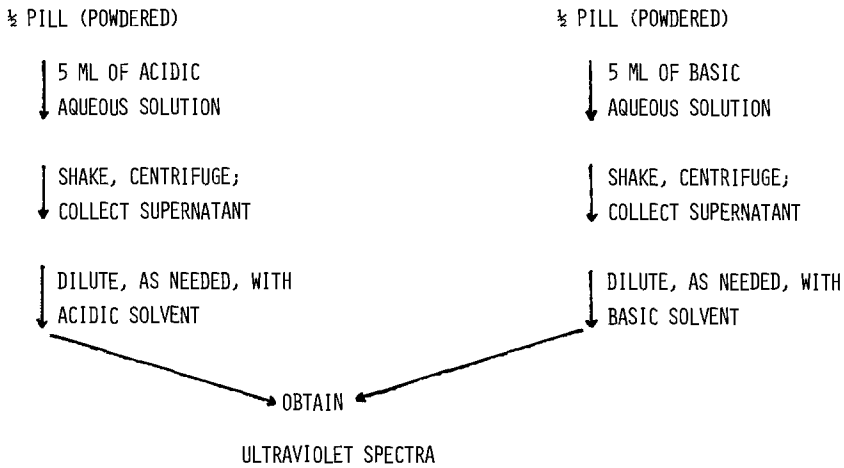 ½ PILL (POWDERED)
5 ML OF ACIDIC
AQUEOUS SOLUTION
SHAKE, CENTRIFUGE;
COLLECT SUPERNATANT
DILUTE, AS NEEDED, WITH
ACIDIC SOLVENT
½ PILL (POWDERED)
5 ML OF BASIC
AQUEOUS SOLUTION
SHAKE, CENTRIFUGE;
COLLECT SUPERNATANT
DILUTE, AS NEEDED, WITH
BASIC SOLVENT
OBTAIN
ULTRAVIOLET SPECTRA